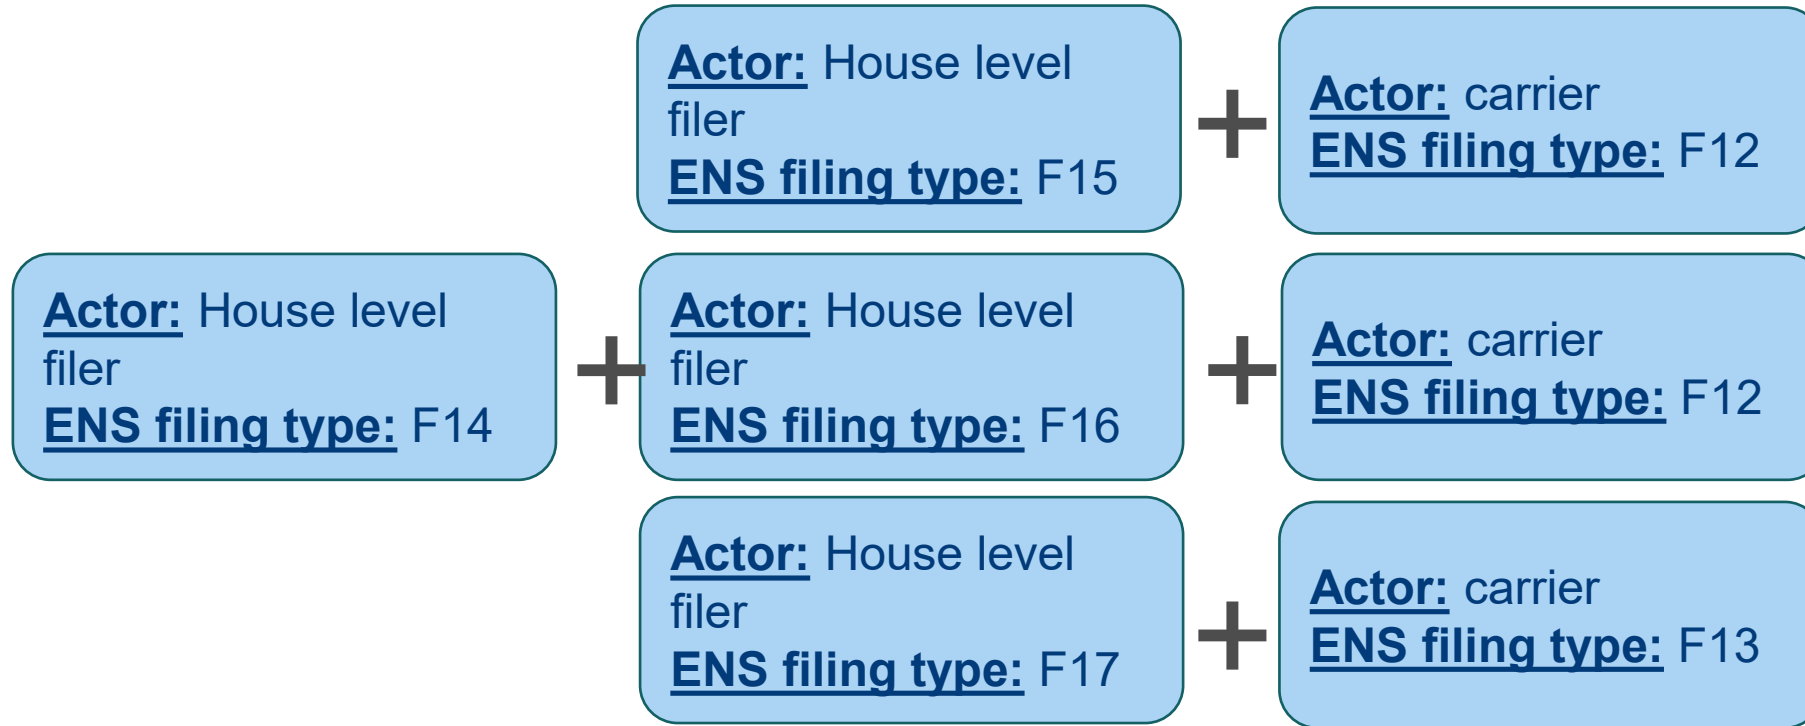 Actor: House level
filer
ENS filing type: F15
+
Actor: carrier
ENS filing type: F12
Actor: House level
filer
ENS filing type: F14
+
Actor: House level
filer
ENS filing type: F16
+
Actor: carrier
ENS filing type: F12
Actor: House level
filer
ENS filing type: F17
+
Actor: carrier
ENS filing type: F13